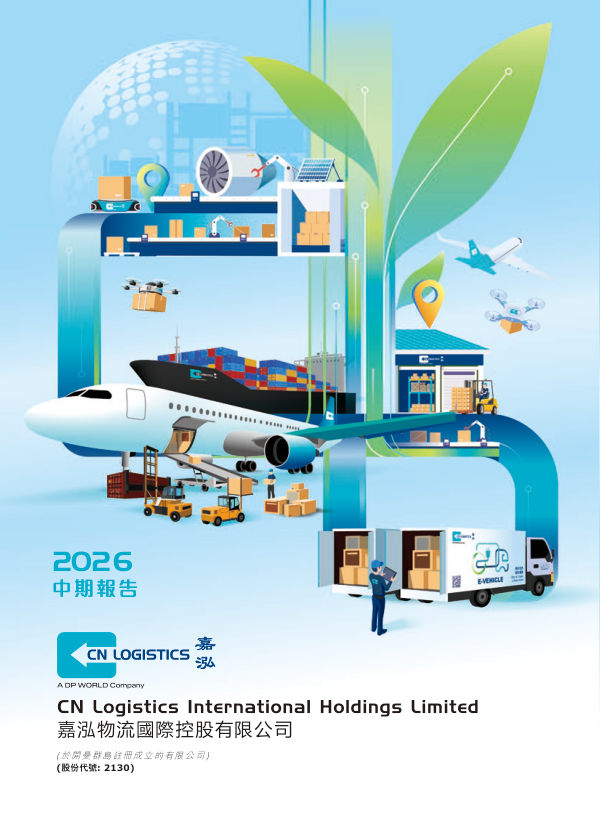 2026
中期報告
CN LOGISTICS 嘉泓
A DP WORLD Company
CN Logistics International Holdings Limited
嘉泓物流國際控股有限公司
(於開曼群島註冊成立的有限公司)
(股份代號: 2130)
E-VEHICLE